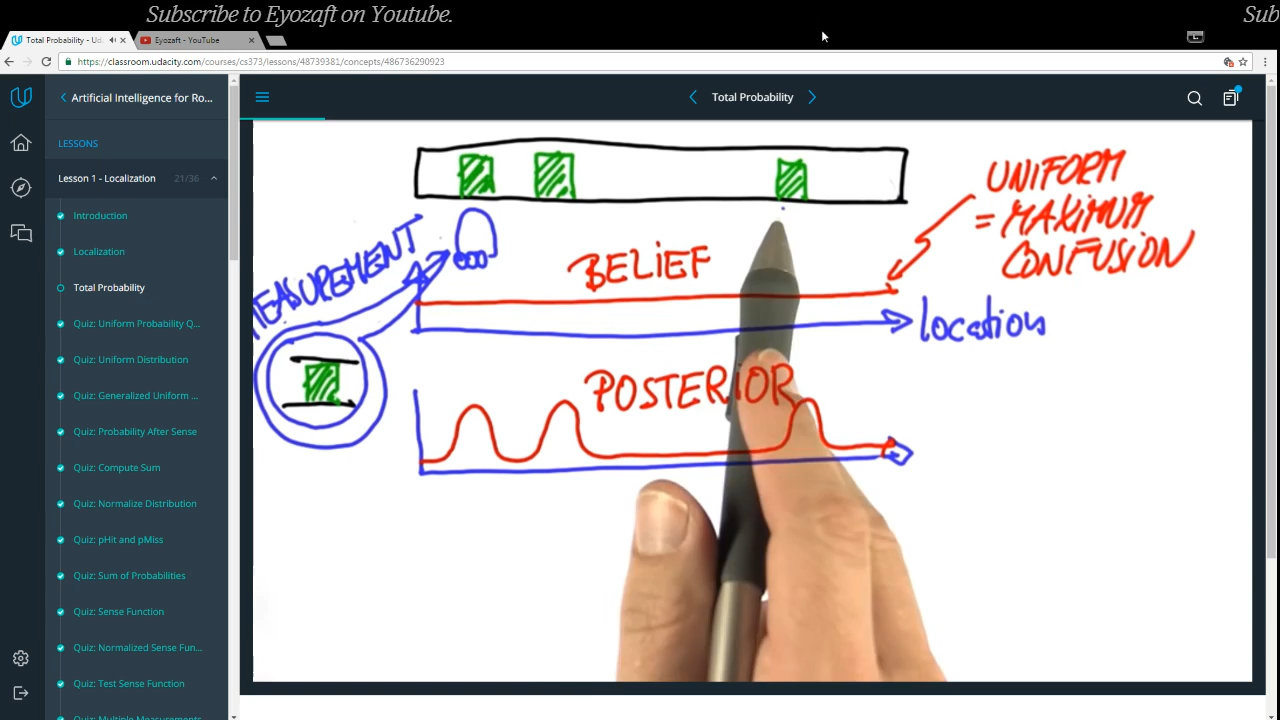 Subscribe to Eyozaft on Youtube.
Sub
Total Probability - Ud
Eyozaft - YouTube
https://classroom.udacity.com/courses/cs373/lessons/48739381/concepts/486736290923
Artificial Intelligence for Ro...
Total Probability
LESSONS
Lesson 1 - Localization 21/36
Introduction
Localization
Total Probability
Quiz: Uniform Probability Q...
Quiz: Uniform Distribution
Quiz: Generalized Uniform ...
Quiz: Probability After Sense
Quiz: Compute Sum
Quiz: Normalize Distribution
Quiz: pHit and pMiss
Quiz: Sum of Probabilities
Quiz: Sense Function
Quiz: Normalized Sense Fun...
Quiz: Test Sense Function
Quiz: Multiple Measurements
UNIFORM
= MAXIMUM
CONFUSION
MEASUREMENT
BELIEF
location
POSTERIOR